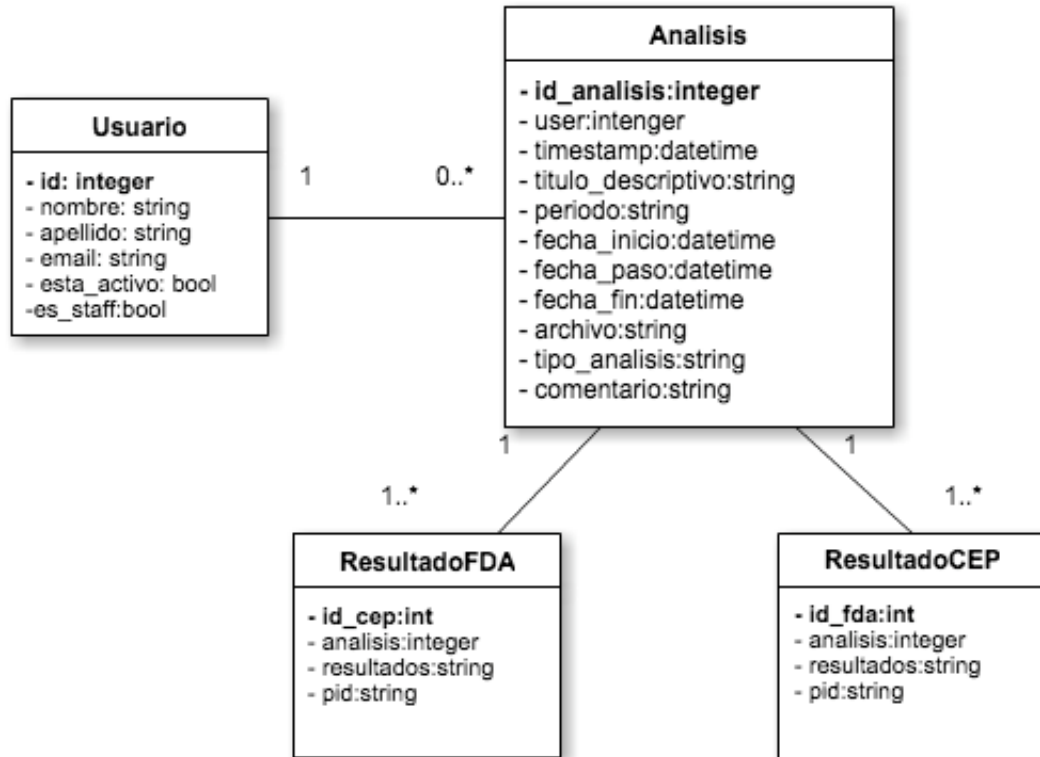 Usuario
- id: integer
- nombre: string
- apellido: string
- email: string
- esta_activo: bool
-es_staff:bool
1
0..*
Analisis
- id_analisis:integer
- user:intenger
- timestamp:datetime
- titulo_descriptivo:string
- periodo:string
- fecha_inicio:datetime
- fecha_paso:datetime
- fecha_fin:datetime
- archivo:string
- tipo_analisis:string
- comentario:string
1
1
1..*
1..*
ResultadoFDA
- id_cep:int
- analisis:integer
- resultados:string
- pid:string
ResultadoCEP
- id_fda:int
- analisis:integer
- resultados:string
- pid:string